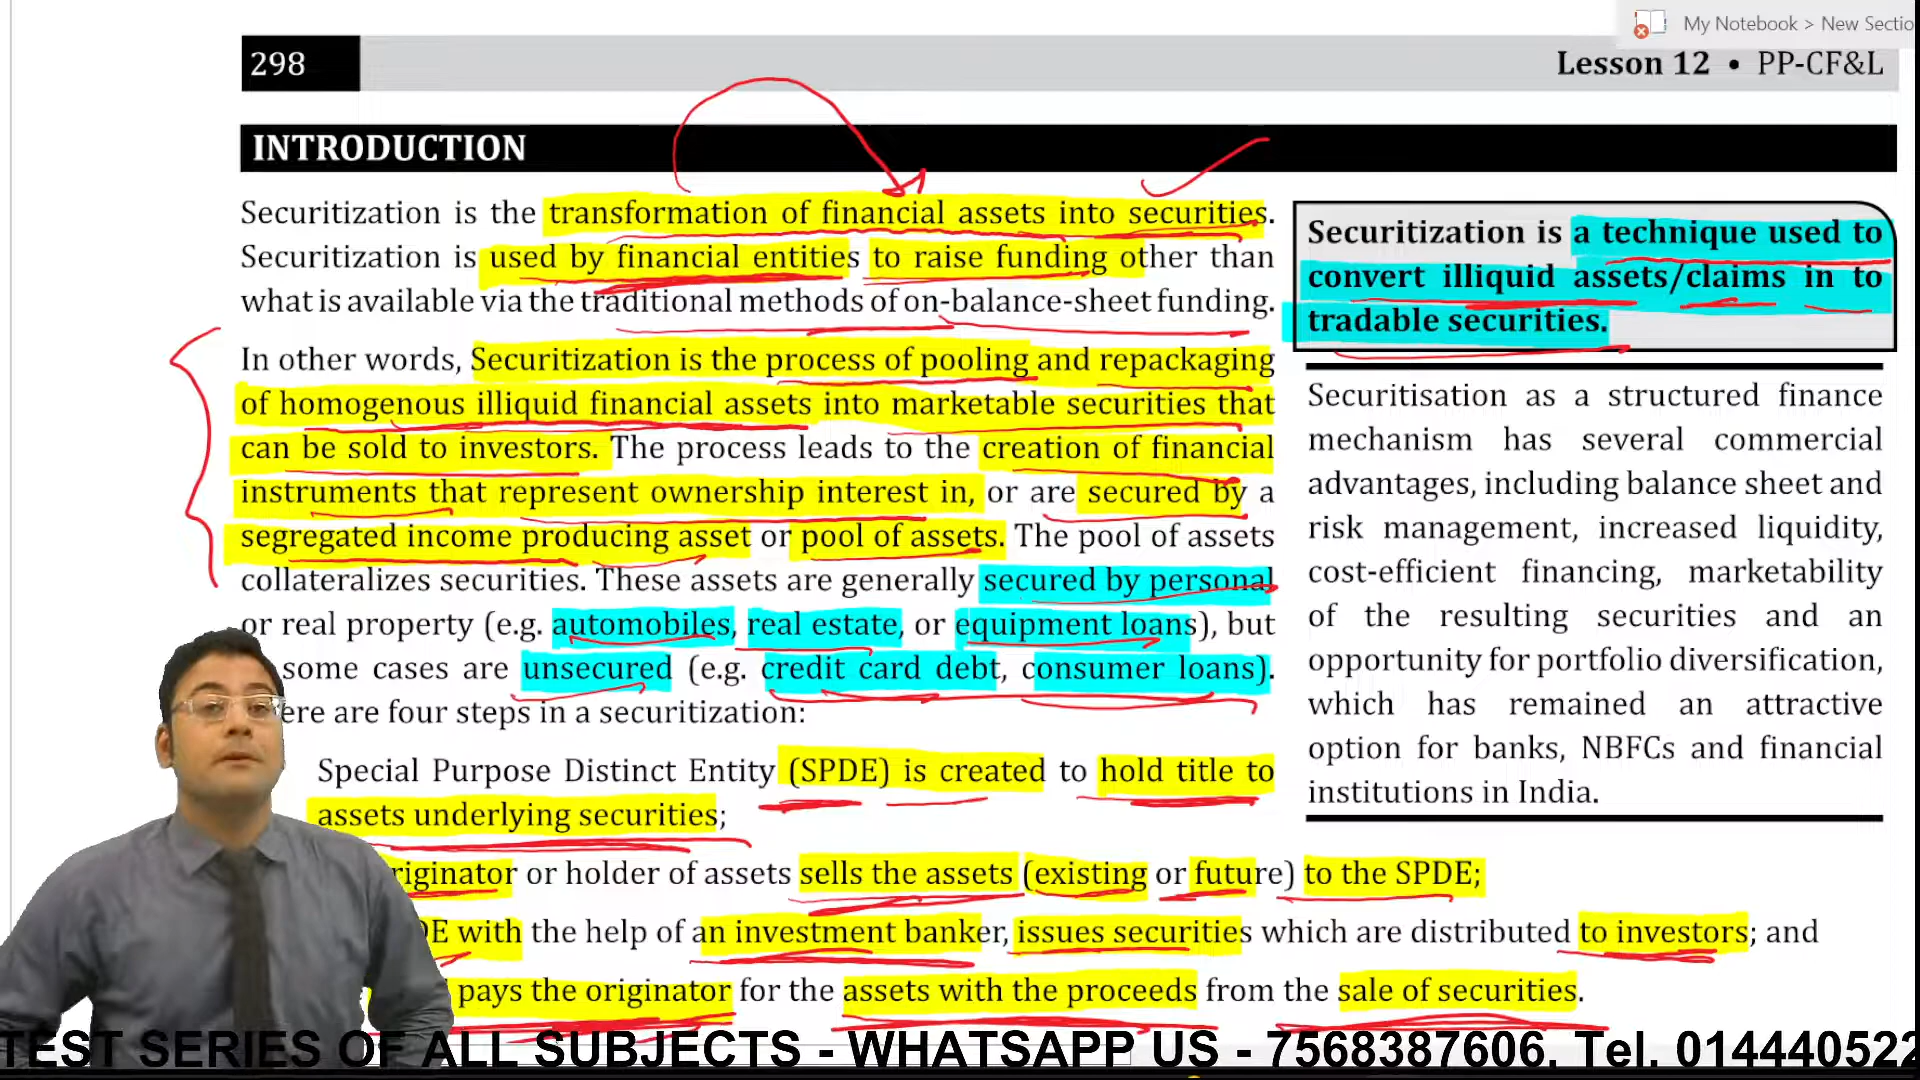 My Notebook > New Sectio
298
Lesson 12 • PP-CF&L
INTRODUCTION
Securitization is the transformation of financial assets into securities.
Securitization is used by financial entities to raise funding other than
what is available via the traditional methods of on-balance-sheet funding.
In other words, Securitization is the process of pooling and repackaging
of homogenous illiquid financial assets into marketable securities that
can be sold to investors. The process leads to the creation of financial
instruments that represent ownership interest in, or are secured by a
segregated income producing asset or pool of assets. The pool of assets
collateralizes securities. These assets are generally secured by personal
or real property (e.g. automobiles, real estate, or equipment loans), but
some cases are unsecured (e.g. credit card debt, consumer loans).
ere are four steps in a securitization:
Special Purpose Distinct Entity (SPDE) is created to hold title to
assets underlying securities;
riginator or holder of assets sells the assets (existing or future) to the SPDE;
DE with the help of an investment banker, issues securities which are distributed to investors; and
pays the originator for the assets with the proceeds from the sale of securities.
Securitization is a technique used to
convert illiquid assets/claims in to
tradable securities.
Securitisation as a structured finance
mechanism has several commercial
advantages, including balance sheet and
risk management, increased liquidity,
cost-efficient financing, marketability
of the resulting securities and an
opportunity for portfolio diversification,
which has remained an attractive
option for banks, NBFCs and financial
institutions in India.
TEST SERIES OF ALL SUBJECTS - WHATSAPP US - 7568387606. Tel. 014440522